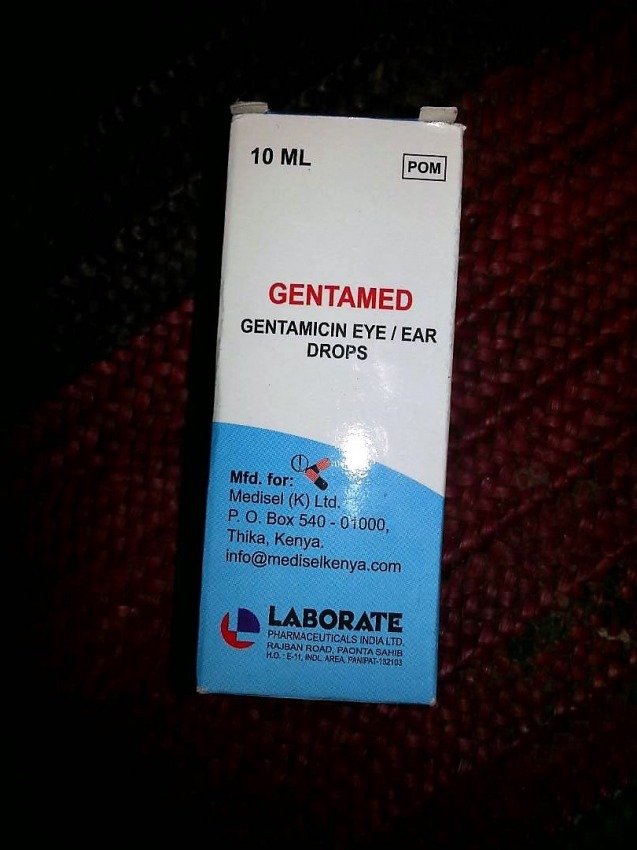 10 ML
POM
GENTAMED
GENTAMICIN EYE / EAR
DROPS
Mfd. for:
Medisel (K) Ltd.
P. O. Box 540 - 01000,
Thika, Kenya.
info@mediselkenya.com
LABORATE
PHARMACEUTICALS INDIA LTD.
RAJBAN ROAD, PAONTA SAHIB
H.O. : E-11, INDL. AREA, PANIPAT-132103